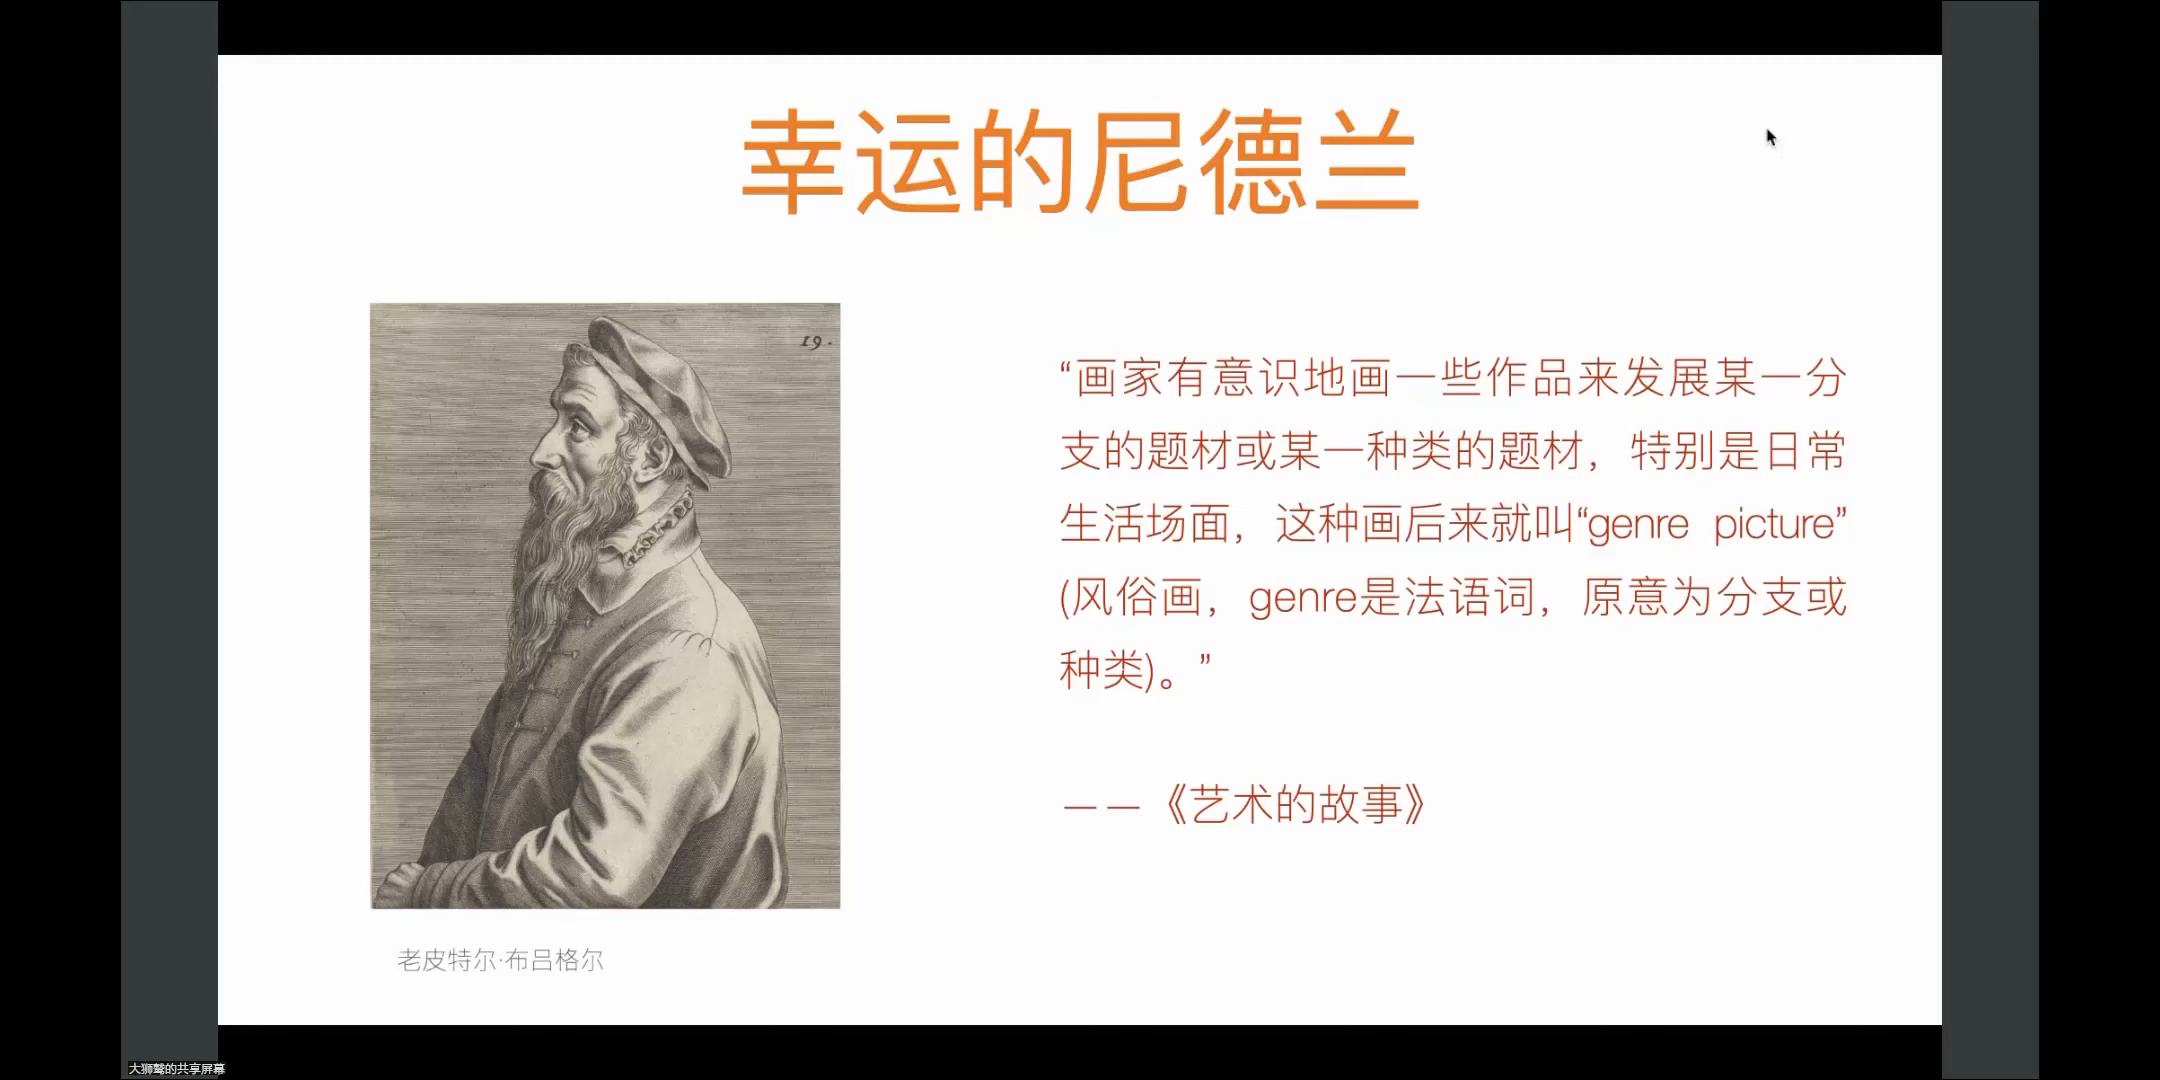 幸运的尼德兰
19.
“画家有意识地画一些作品来发展某一分
支的题材或某一种类的题材，特别是日常
生活场面，这种画后来就叫“genre picture”
(风俗画，genre是法语词，原意为分支或
种类)。”
——《艺术的故事》
老皮特尔·布吕格尔
大狮鹫的共享屏幕